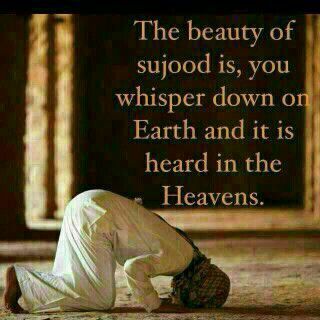 The beauty of
sujood is, you
whisper down on
Earth and it is
heard in the
Heavens.